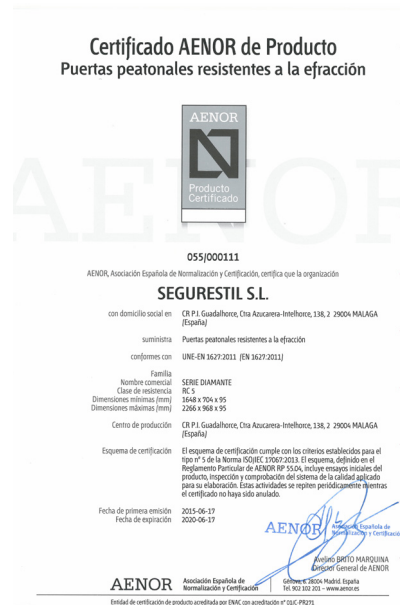 Certificado AENOR de Producto
Puertas peatonales resistentes a la efracción
AENOR
AENOR
Producto
Certificado
055/000111
AENOR, Asociación Española de Normalización y Certificación, certifica que la organización
SEGURESTIL S.L.
con domicilio social en CR P.I. Guadalhorce, Ctra Azucarera-Intelhorce, 138, 2 29004 MALAGA
(España)
suministra Puertas peatonales resistentes a la efracción
conformes con UNE-EN 1627:2011 (EN 1627:2011)
Familia
Nombre comercial SERIE DIAMANTE
Clase de resistencia RC 5
Dimensiones mínimas (mm) 1648 x 704 x 95
Dimensiones máximas (mm) 2266 x 968 x 95
Centro de producción CR P.I. Guadalhorce, Ctra Azucarera-Intelhorce, 138, 2 29004 MALAGA
(España)
Esquema de certificación El esquema de certificación cumple con los criterios establecidos para el
tipo nº 5 de la Norma ISO/IEC 17067:2013. El esquema, definido en el
Reglamento Particular de AENOR RP 55.04, incluye ensayos iniciales del
producto, inspección y comprobación del sistema de la calidad aplicado
para su elaboración. Estas actividades se repiten periódicamente mientras
el certificado no haya sido anulado.
Fecha de primera emisión 2015-06-17
Fecha de expiración 2020-06-17
AENOR Asociación Española de
Normalización y Certificación
Avelino BRITO MARQUINA
Director General de AENOR
AENOR Asociación Española de
Normalización y Certificación
Génova, 6. 28004 Madrid. España
Tel. 902 102 201 – www.aenor.es
Entidad de certificación de producto acreditada por ENAC con acreditación nº 01/C-PR271